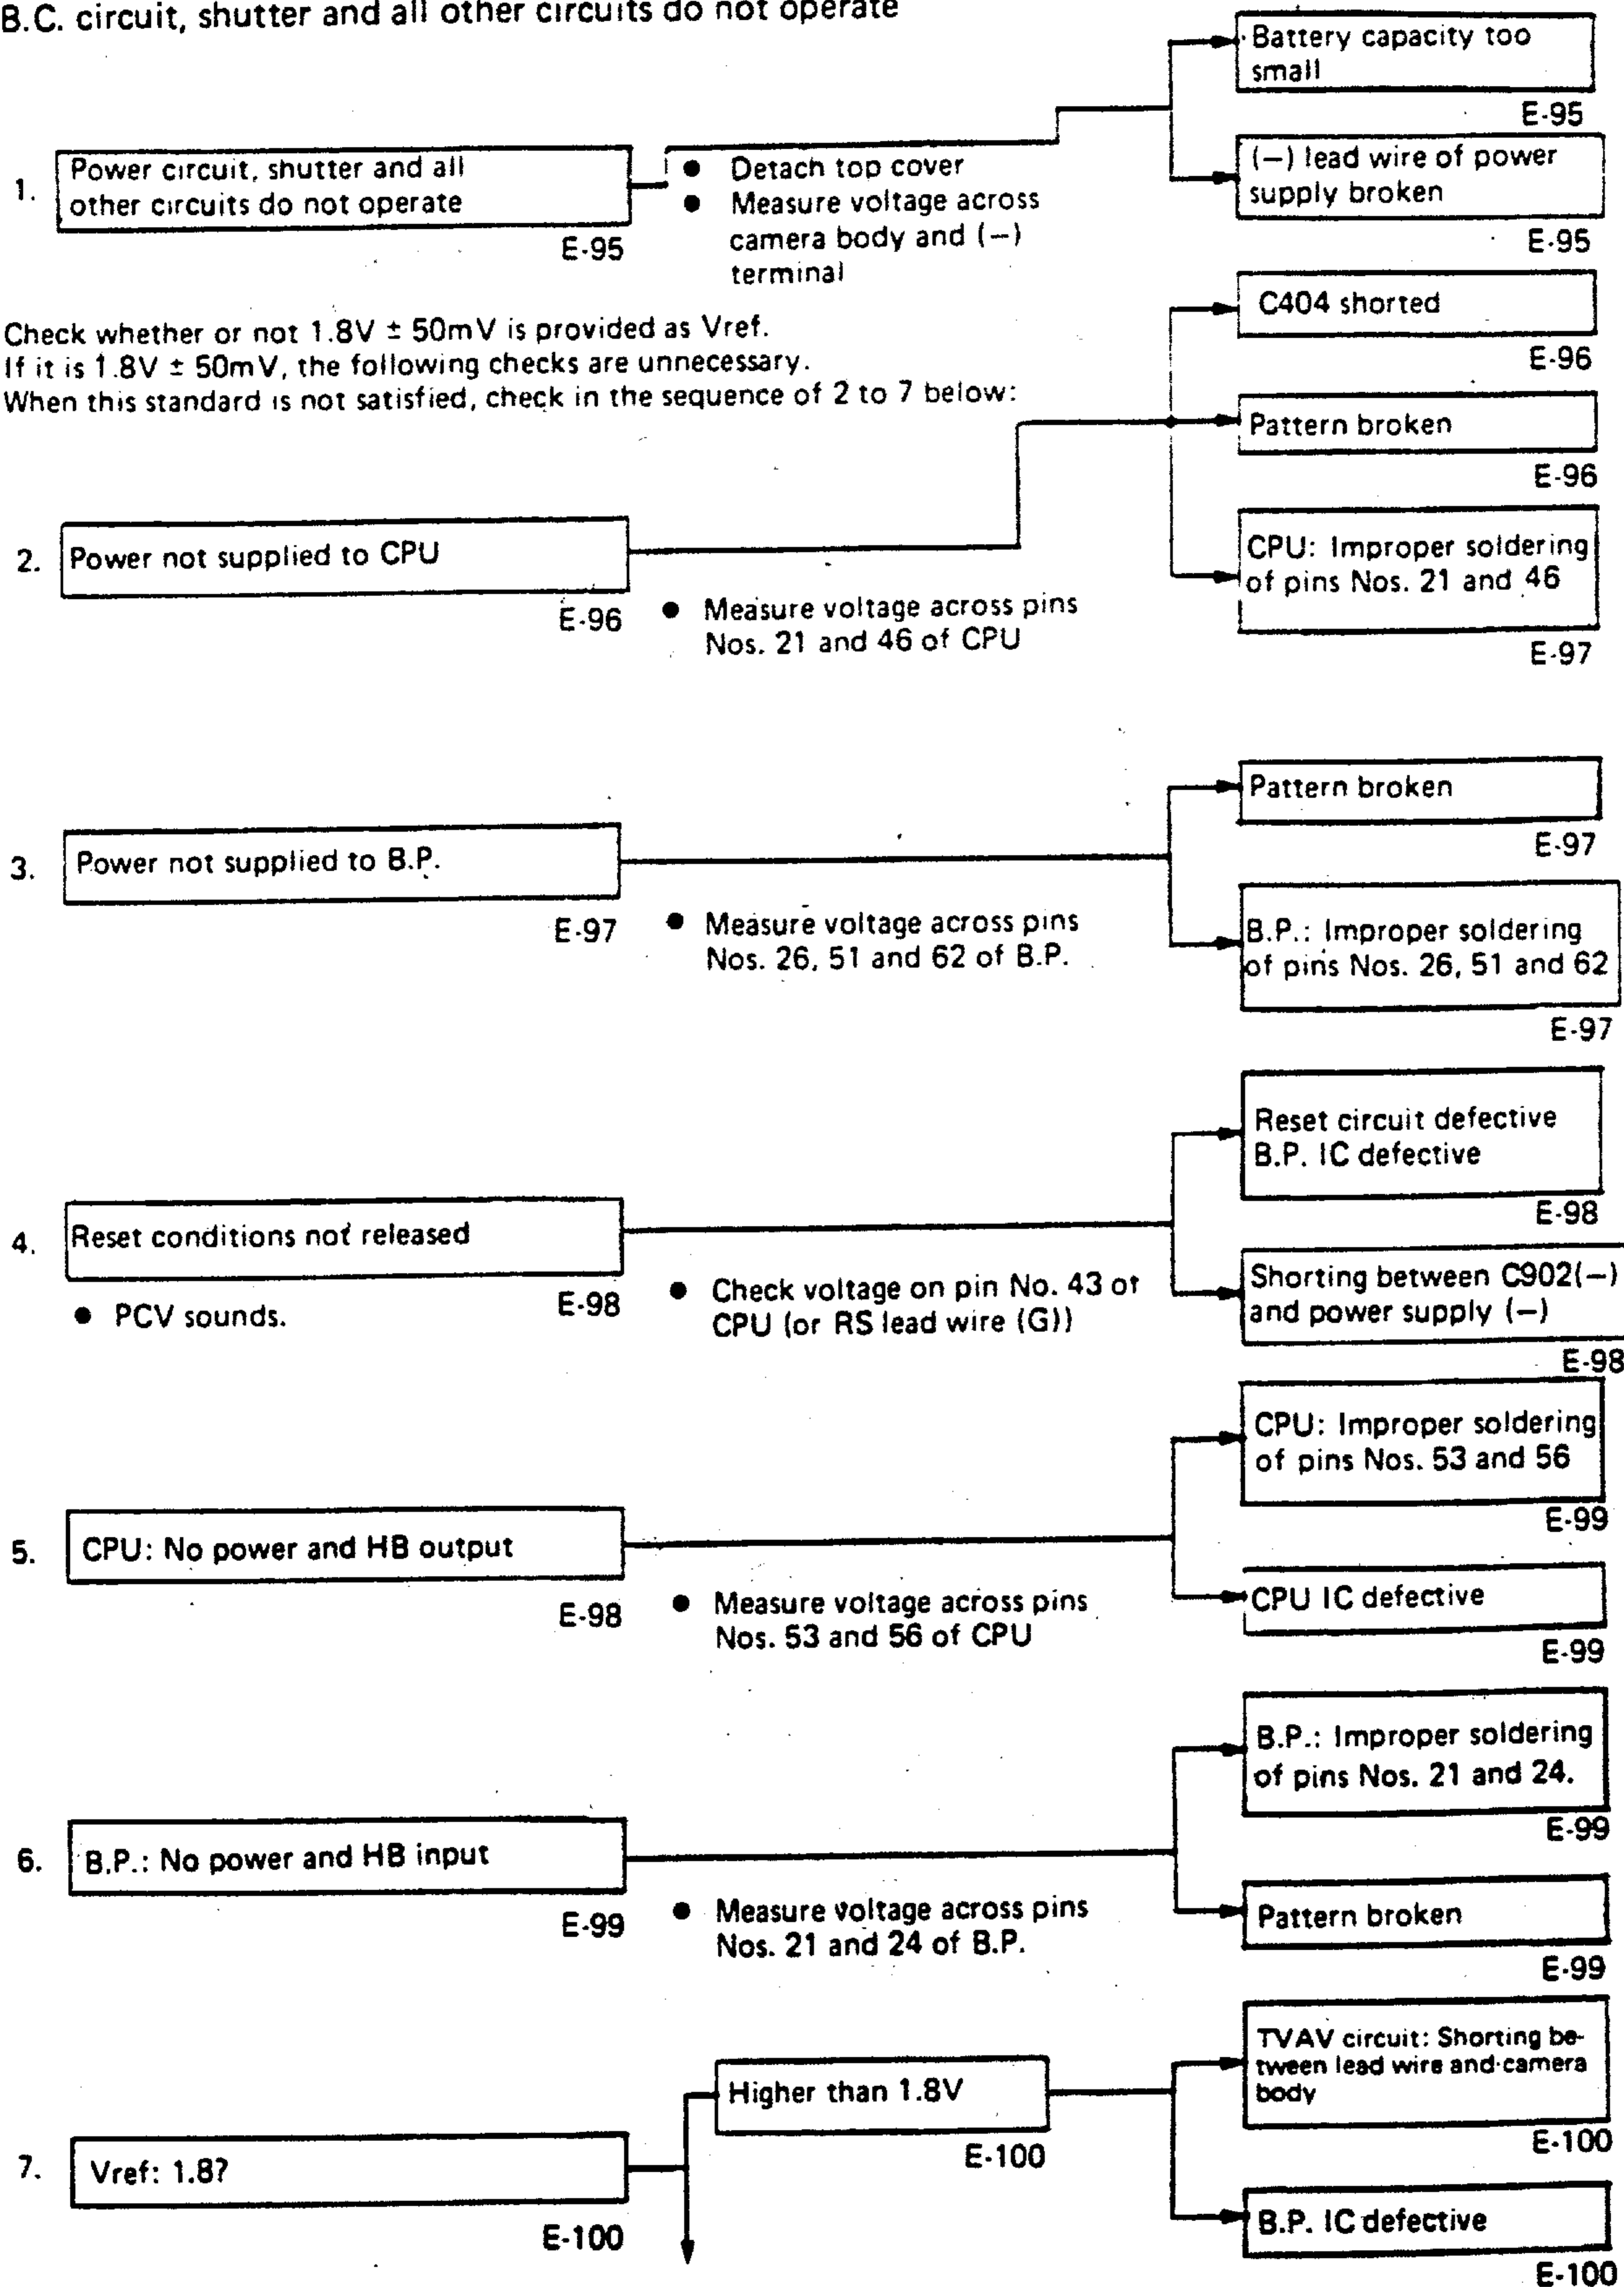 B.C. circuit, shutter and all other circuits do not operate
1.
Power circuit, shutter and all
other circuits do not operate
E-95
● Detach top cover
● Measure voltage across
camera body and (−)
terminal
Battery capacity too
small
E-95
(−) lead wire of power
supply broken
E-95
Check whether or not 1.8V ± 50mV is provided as Vref.
If it is 1.8V ± 50mV, the following checks are unnecessary.
When this standard is not satisfied, check in the sequence of 2 to 7 below:
2.
Power not supplied to CPU
E-96
● Measure voltage across pins
Nos. 21 and 46 of CPU
C404 shorted
E-96
Pattern broken
E-96
CPU: Improper soldering
of pins Nos. 21 and 46
E-97
3.
Power not supplied to B.P.
E-97
● Measure voltage across pins
Nos. 26, 51 and 62 of B.P.
Pattern broken
E-97
B.P.: Improper soldering
of pins Nos. 26, 51 and 62
E-97
4.
Reset conditions not released
E-98
● PCV sounds.
● Check voltage on pin No. 43 of
CPU (or RS lead wire (G))
Reset circuit defective
B.P. IC defective
E-98
Shorting between C902(−)
and power supply (−)
E-98
5.
CPU: No power and HB output
E-98
● Measure voltage across pins
Nos. 53 and 56 of CPU
CPU: Improper soldering
of pins Nos. 53 and 56
E-99
CPU IC defective
E-99
6.
B.P.: No power and HB input
E-99
● Measure voltage across pins
Nos. 21 and 24 of B.P.
B.P.: Improper soldering
of pins Nos. 21 and 24.
E-99
Pattern broken
E-99
7.
Vref: 1.8?
E-100
Higher than 1.8V
E-100
TVAV circuit: Shorting be-
tween lead wire and camera
body
E-100
B.P. IC defective
E-100